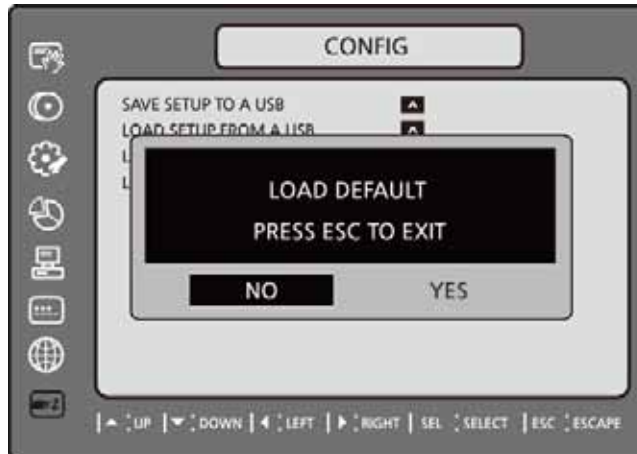 CONFIG
SAVE SETUP TO A USB
LOAD SETUP FROM A USB
L
L
LOAD DEFAULT
PRESS ESC TO EXIT
NO YES
UP DOWN LEFT RIGHT SEL SELECT ESC ESCAPE